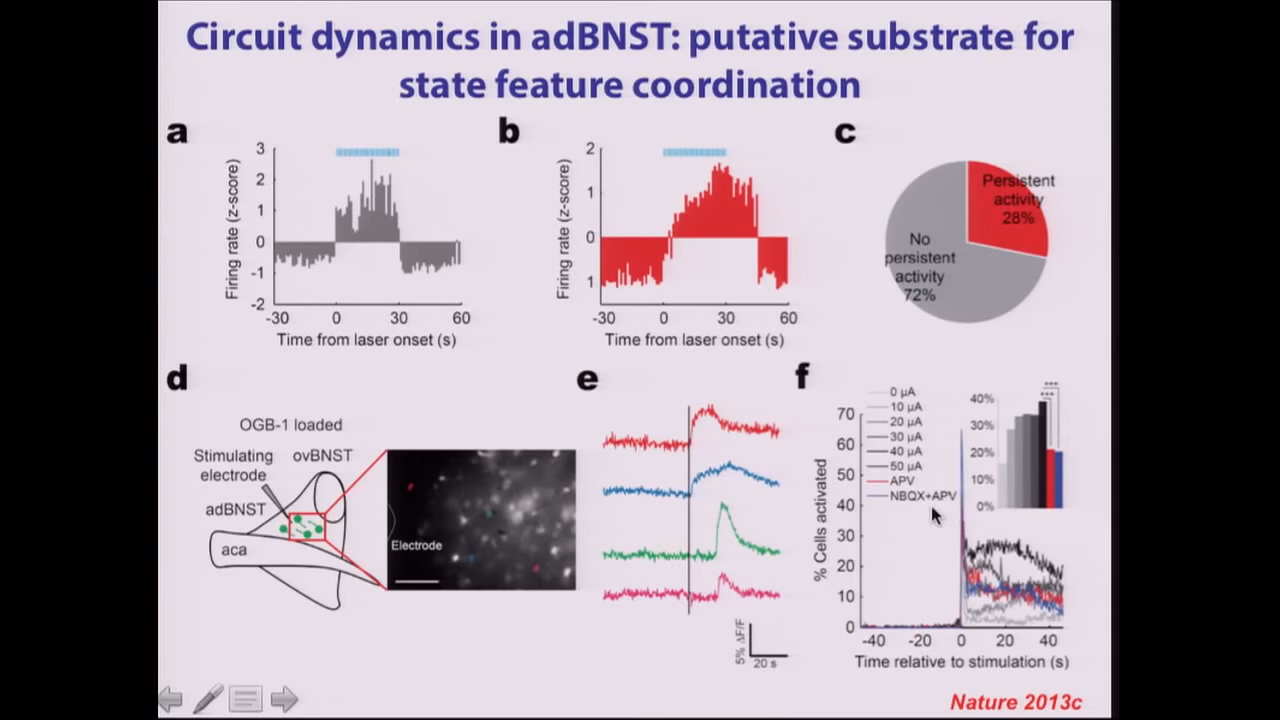 Circuit dynamics in adBNST: putative substrate for
state feature coordination
a
Firing rate (z-score)
3
2
1
0
-1
-2
-30 0 30 60
Time from laser onset (s)
b
Firing rate (z-score)
2
1
0
1
-30 0 30 60
Time from laser onset (s)
c
Persistent
activity
28%
No
persistent
activity
72%
d
OGB-1 loaded
Stimulating
electrode
ovBNST
adBNST
aca
Electrode
e
5% ΔF/F
20 s
f
% Cells activated
70
60
50
40
30
20
10
0
0 µA
10 µA
20 µA
30 µA
40 µA
50 µA
APV
NBQX+APV
40%
30%
20%
10%
0%
***
***
-40 -20 0 20 40
Time relative to stimulation (s)
Nature 2013c